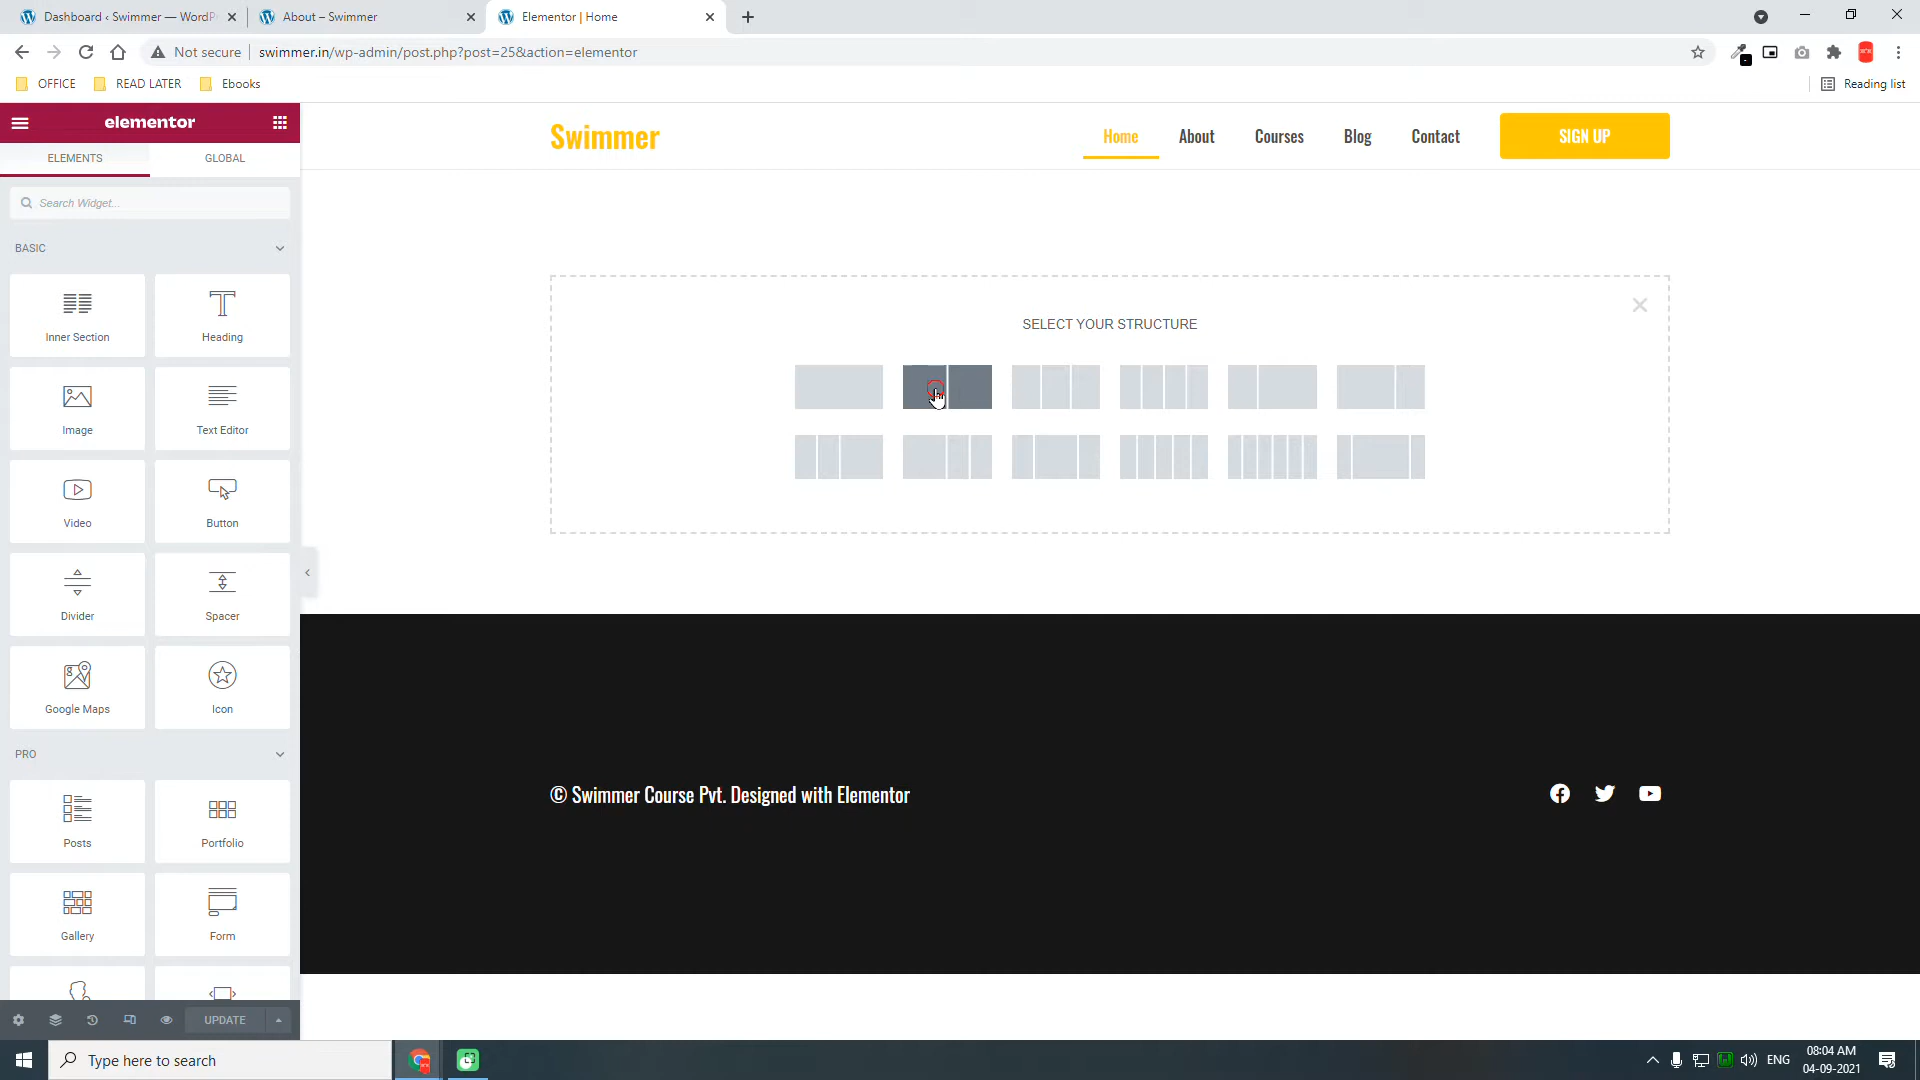 Dashboard ‹ Swimmer — WordP
About – Swimmer
Elementor | Home
Not secure
swimmer.in/wp-admin/post.php?post=25&action=elementor
OFFICE
READ LATER
Ebooks
Reading list
elementor
ELEMENTS
GLOBAL
Search Widget...
BASIC
Inner Section
Heading
Image
Text Editor
Video
Button
Divider
Spacer
Google Maps
Icon
PRO
Posts
Portfolio
Gallery
Form
UPDATE
Swimmer
Home
About
Courses
Blog
Contact
SIGN UP
SELECT YOUR STRUCTURE
© Swimmer Course Pvt. Designed with Elementor
Type here to search
ENG
08:04 AM
04-09-2021